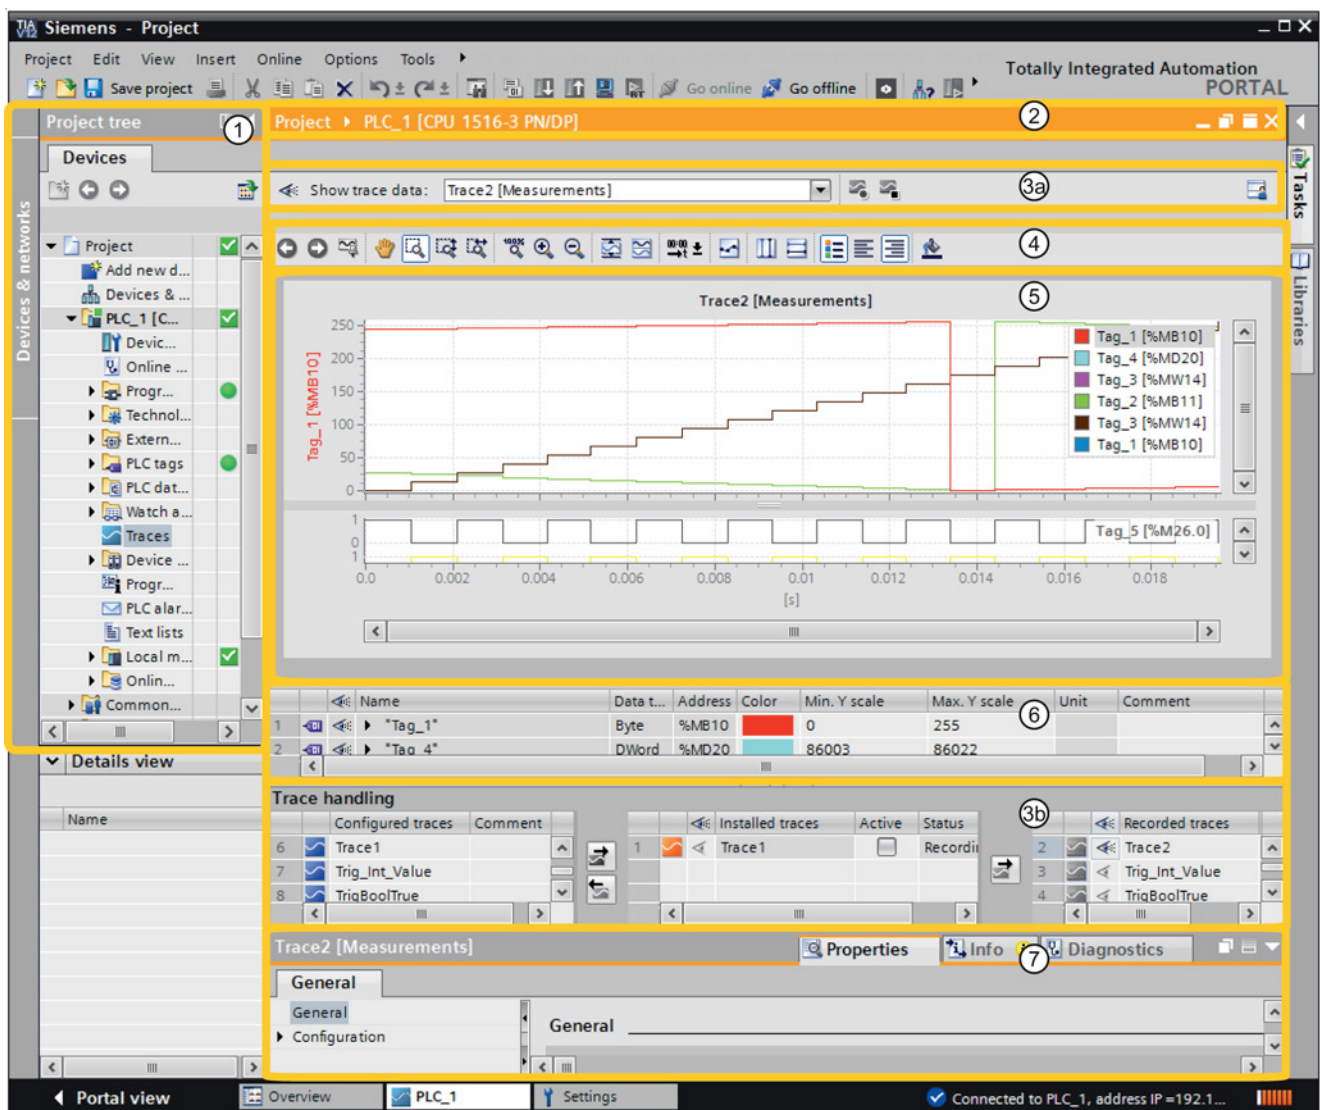 TIA V12 Siemens - Project
Project Edit View Insert Online Options Tools
Totally Integrated Automation
PORTAL
Save project Go online Go offline
Project tree 1
Project PLC_1 [CPU 1516-3 PN/DP] 2
Devices
Show trace data: Trace2 [Measurements] 3a
Tasks
Libraries
Devices & networks
Project
Add new d...
Devices & ...
PLC_1 [C...
Devic...
Online ...
Progr...
Technol...
Extern...
PLC tags
PLC dat...
Watch a...
Traces
Device ...
Progr...
PLC alar...
Text lists
Local m...
Onlin...
Common...
100% 4
Trace2 [Measurements] 5
Tag_1 [%MB10]
250
200
150
100
50
0
Tag_1 [%MB10]
Tag_4 [%MD20]
Tag_3 [%MW14]
Tag_2 [%MB11]
Tag_3 [%MW14]
Tag_1 [%MB10]
1
0
1
Tag_5 [%M26.0]
0.0 0.002 0.004 0.006 0.008 0.01 0.012 0.014 0.016 0.018
[s]
Name Data t... Address Color Min. Y scale Max. Y scale 6 Unit Comment
1 "Tag_1" Byte %MB10 0 255
2 "Tag_4" DWord %MD20 86003 86022
Details view
Name
Trace handling
Configured traces Comment
6 Trace1
7 Trig_Int_Value
8 TrigBoolTrue
Installed traces Active Status
1 Trace1 Recordi
3b
Recorded traces
2 Trace2
3 Trig_Int_Value
4 TrigBoolTrue
Trace2 [Measurements] Properties Info 7 Diagnostics
General
General
Configuration
General
Portal view Overview PLC_1 Settings Connected to PLC_1, address IP=192.1...